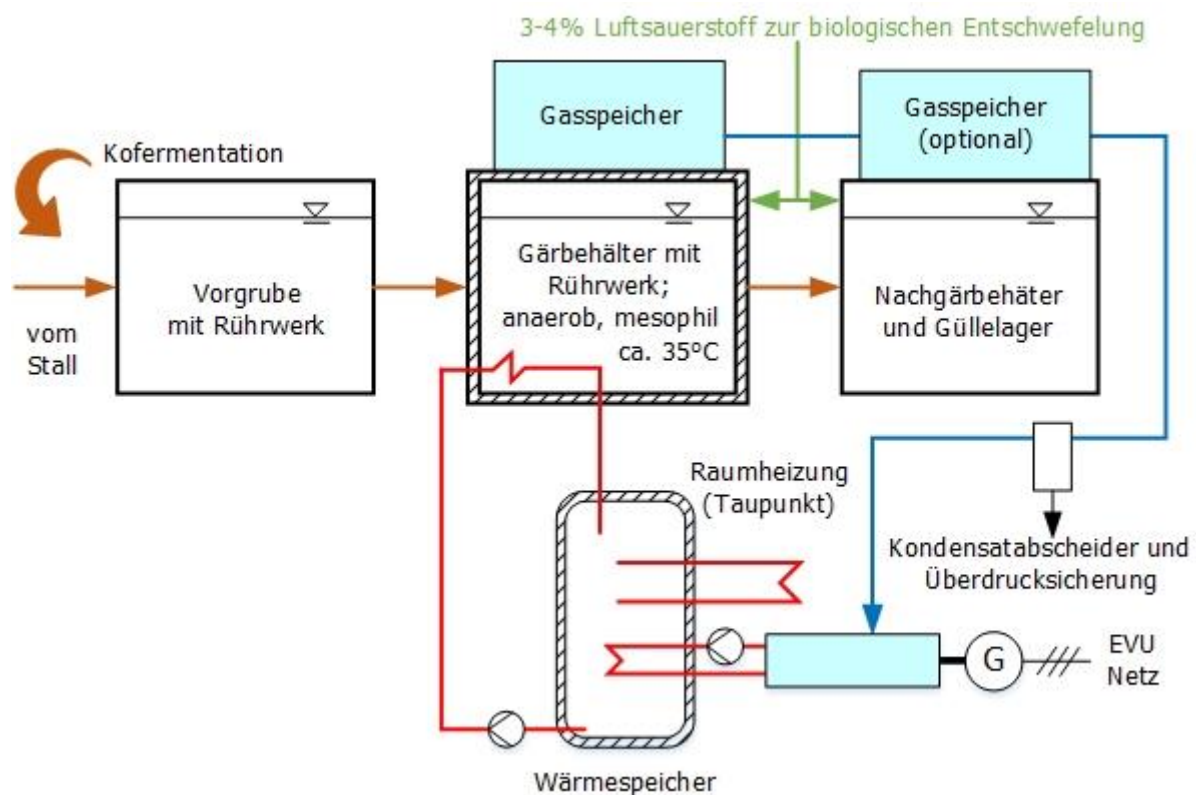 3-4% Luftsauerstoff zur biologischen Entschwefelung
Gasspeicher
Gasspeicher
(optional)
Kofermentation
Vorgrube
mit Rührwerk
vom
Stall
Gärbehälter mit
Rührwerk;
anaerob, mesophil
ca. 35°C
Nachgärbehäter
und Güllelager
Raumheizung
(Taupunkt)
Kondensatabscheider und
Überdrucksicherung
G
EVU
Netz
Wärmespeicher